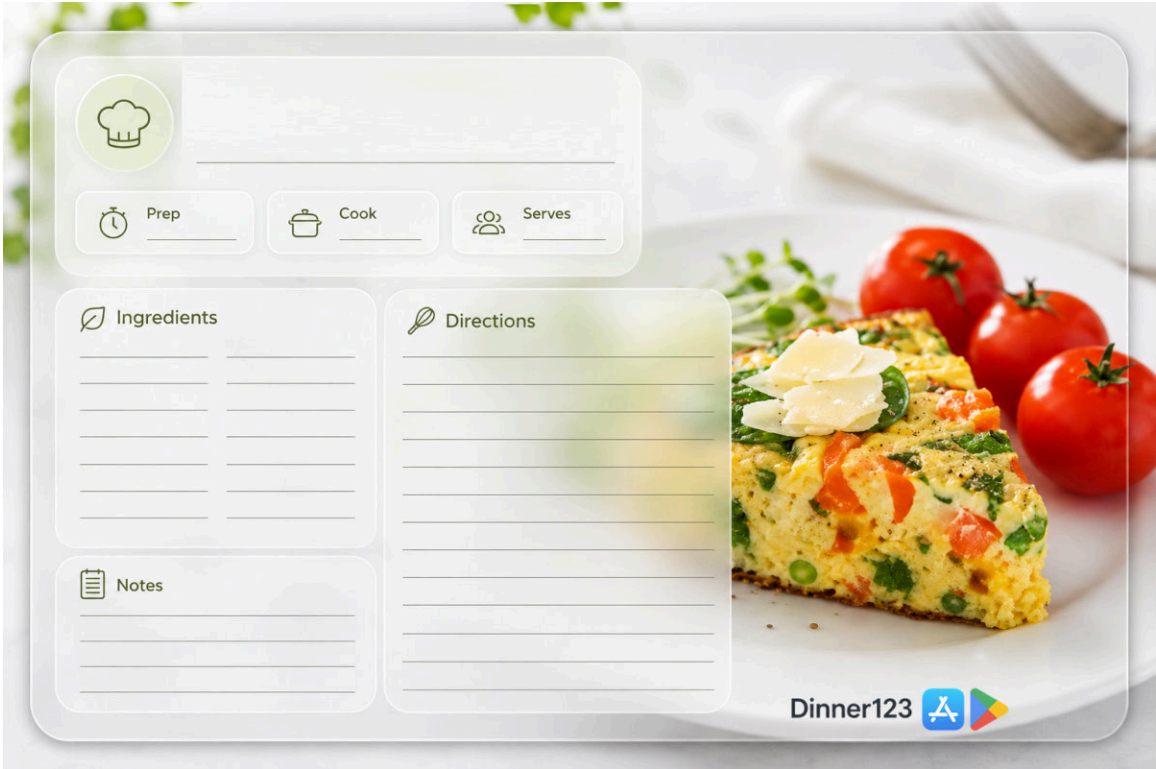 Prep
Cook
Serves
Ingredients
Directions
Notes
Dinner123